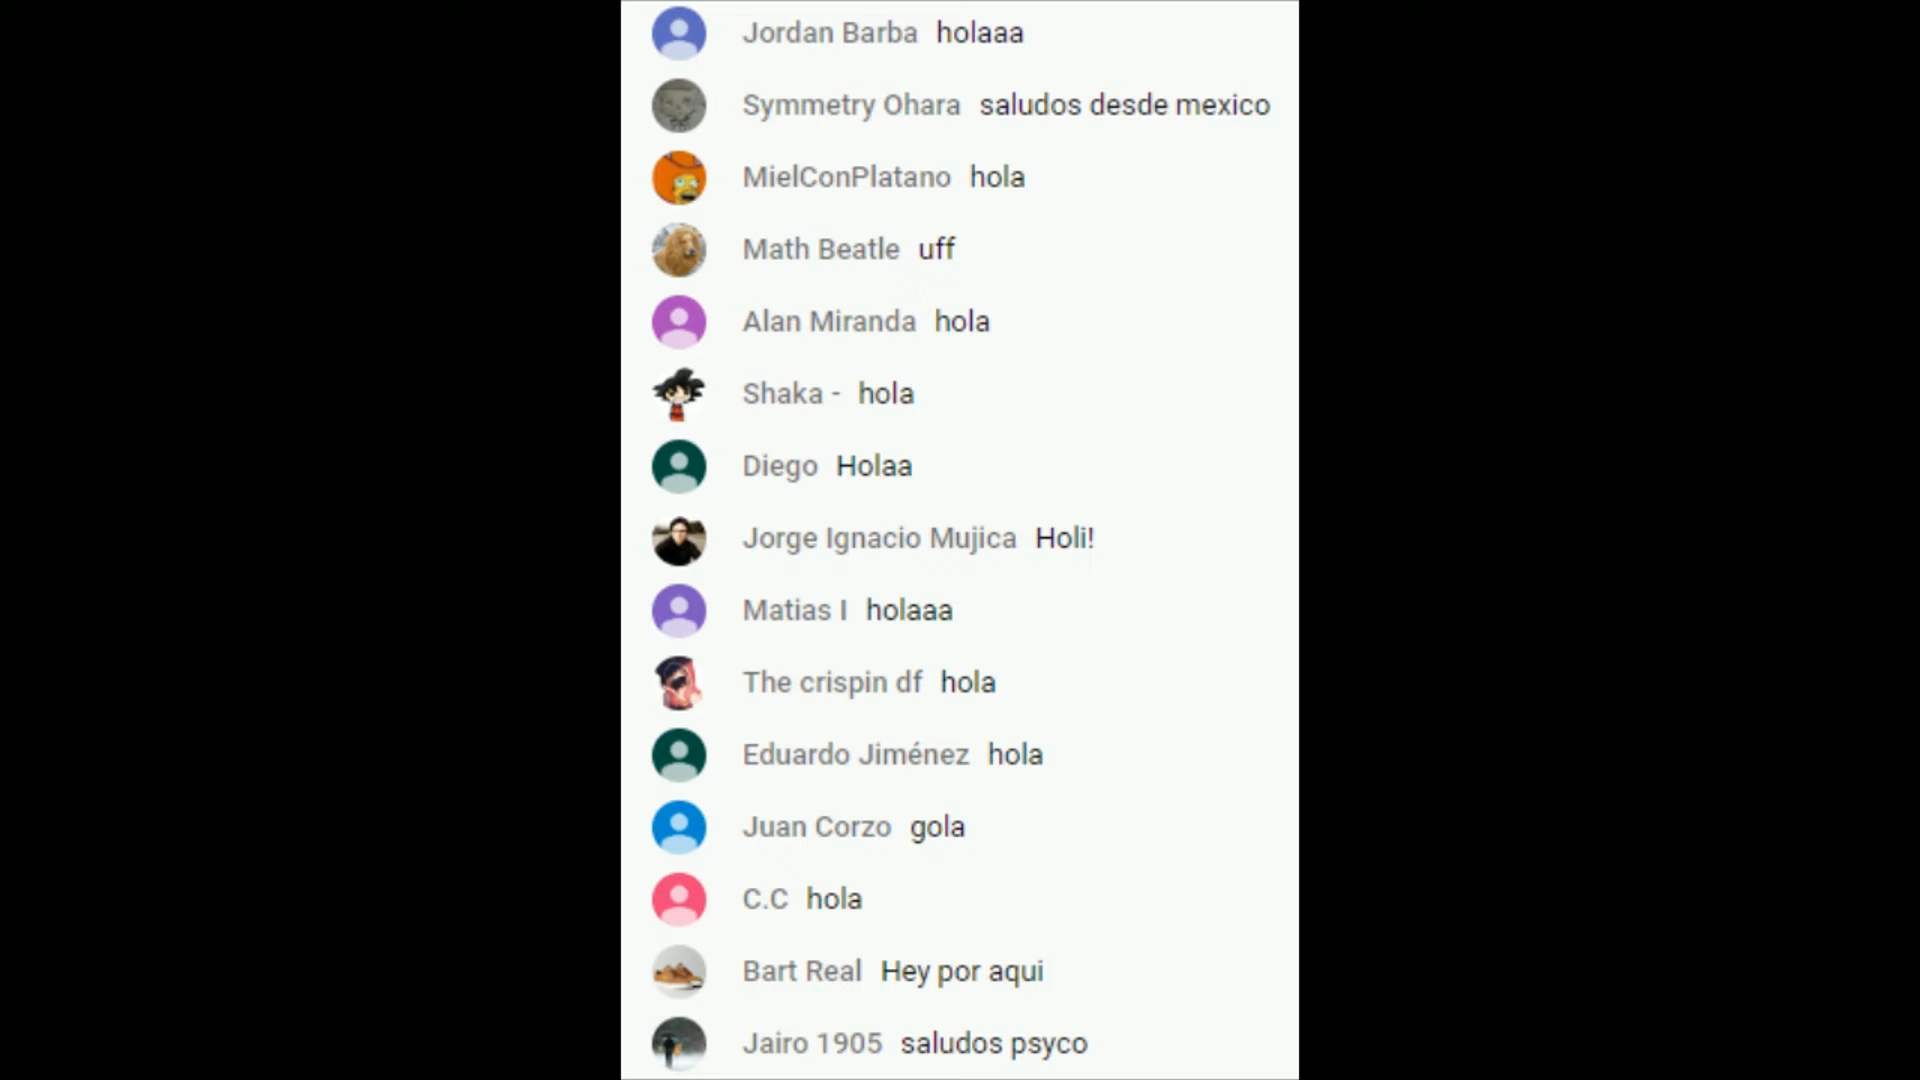 Jordan Barba holaaa
Symmetry Ohara saludos desde mexico
MielConPlatano hola
Math Beatle uff
Alan Miranda hola
Shaka - hola
Diego Holaa
Jorge Ignacio Mujica Holi!
Matias I holaaa
The crispin df hola
Eduardo Jiménez hola
Juan Corzo gola
C.C hola
Bart Real Hey por aqui
Jairo 1905 saludos psyco